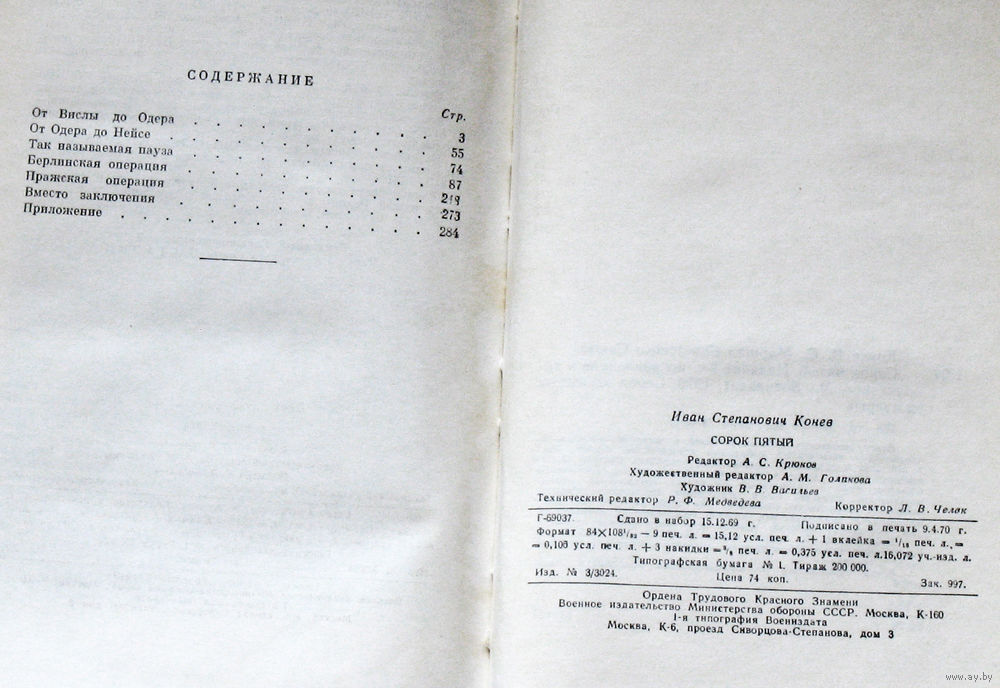 СОДЕРЖАНИЕ
Стр.
От Вислы до Одера . . . . . . . . . . 3
От Одера до Нейсе . . . . . . . . . . 55
Так называемая пауза . . . . . . . . . . 74
Берлинская операция . . . . . . . . . . 87
Пражская операция . . . . . . . . . .
Вместо заключения . . . . . . . . . . 273
Приложение . . . . . . . . . . 284
Иван Степанович Конев
СОРОК ПЯТЫЙ
Редактор А. С. Крюков
Художественный редактор А. М. Голикова
Художник В. В. Васильев
Технический редактор Р. Ф. Медведева Корректор Л. В. Челак
Г-69037. Сдано в набор 15.12.69 г. Подписано в печать 9.4.70 г.
Формат 84×108¹/₃₂ — 9 печ. л. = 15,12 усл. печ. л. + 1 вклейка = ¹/₁₆ печ. л. =
= 0,105 усл. печ. л. + 3 накидки = ³/₈ печ. л. = 0,375 усл. печ. л. 16,072 уч.-изд. л.
Типографская бумага № 1. Тираж 200 000.
Изд. № 3/3024. Цена 74 коп. Зак. 997.
Ордена Трудового Красного Знамени
Военное издательство Министерства обороны СССР. Москва, К-160
1-я типография Воениздата
Москва, К-6, проезд Скворцова-Степанова, дом 3
www.ay.by